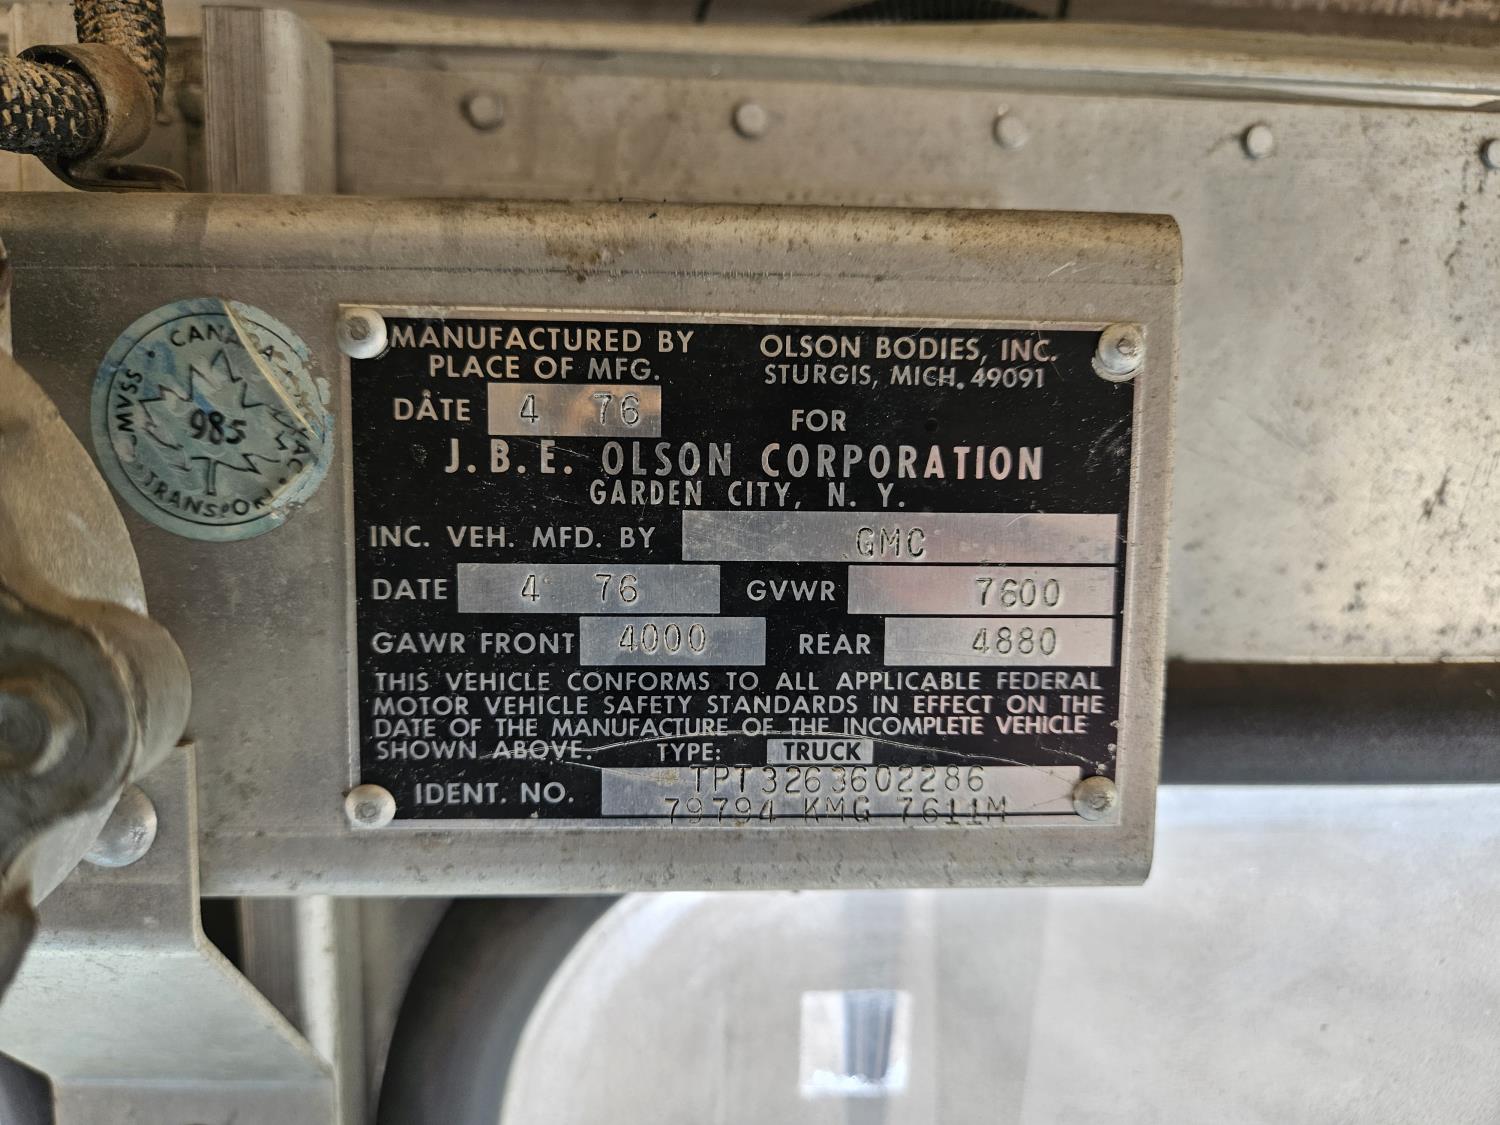 CANADA
MVSS
985
TRANSPORT
MANUFACTURED BY OLSON BODIES, INC.
PLACE OF MFG. STURGIS, MICH. 49091
DATE 4 76 FOR
J. B. E. OLSON CORPORATION
GARDEN CITY, N. Y.
INC. VEH. MFD. BY GMC
DATE 4 76 GVWR 7600
GAWR FRONT 4000 REAR 4880
THIS VEHICLE CONFORMS TO ALL APPLICABLE FEDERAL
MOTOR VEHICLE SAFETY STANDARDS IN EFFECT ON THE
DATE OF THE MANUFACTURE OF THE INCOMPLETE VEHICLE
SHOWN ABOVE. TYPE: TRUCK
IDENT. NO. TPT3263602286
79794 KMG 7611M